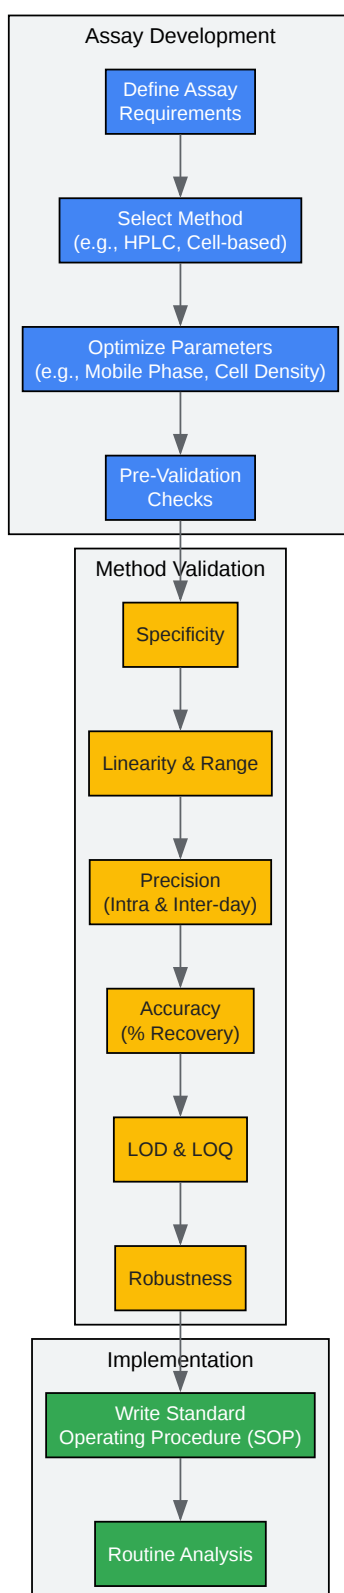 Assay Development
Define Assay
Requirements
Select Method
(e.g., HPLC, Cell-based)
Optimize Parameters
(e.g., Mobile Phase, Cell Density)
Pre-Validation
Checks
Method Validation
Specificity
Linearity & Range
Precision
(Intra & Inter-day)
Accuracy
(% Recovery)
LOD & LOQ
Robustness
Implementation
Write Standard
Operating Procedure (SOP)
Routine Analysis